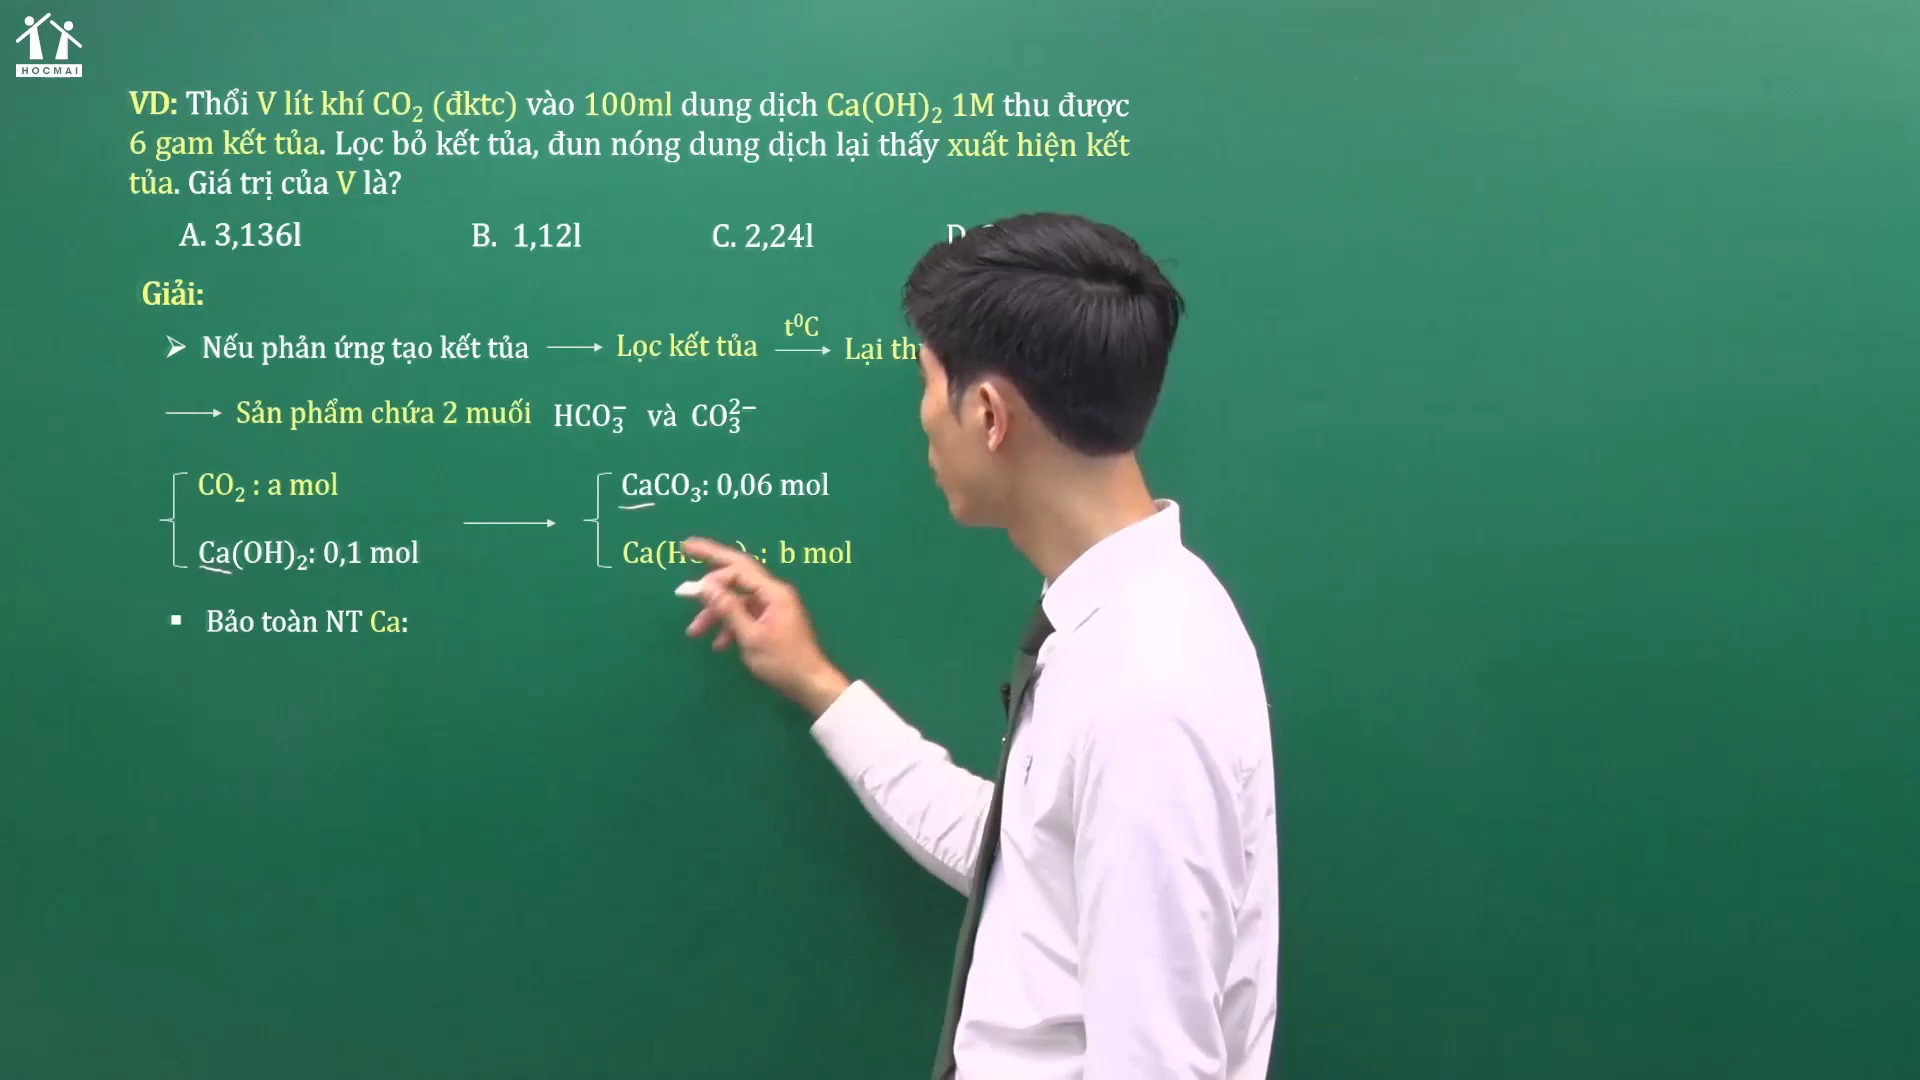 HOCMAI
VD: Thổi V lít khí CO₂ (đktc) vào 100ml dung dịch Ca(OH)₂ 1M thu được
6 gam kết tủa. Lọc bỏ kết tủa, đun nóng dung dịch lại thấy xuất hiện kết
tủa. Giá trị của V là?
A. 3,136l B. 1,12l C. 2,24l
Giải:
➢ Nếu phản ứng tạo kết tủa ⟶ Lọc kết tủa t⁰C ⟶ Lại
⟶ Sản phẩm chứa 2 muối HCO₃⁻ và CO₃²⁻
CO₂ : a mol ⟶ CaCO₃: 0,06 mol
Ca(OH)₂: 0,1 mol b mol
▪ Bảo toàn NT Ca: